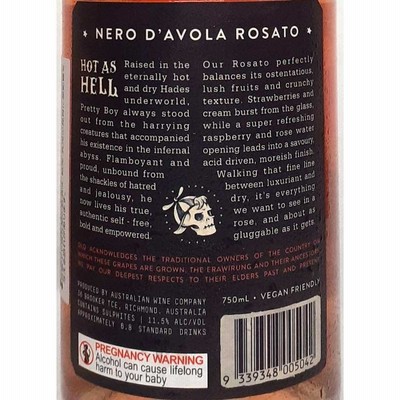 NERO D'AVOLA ROSATO
HOT AS
HELL
Raised in the
eternally hot
and dry Hades
underworld,
Pretty Boy always stood
out from the harrying
creatures that accompanied
his existence in the infernal
abyss. Flamboyant and
proud, unbound from
the shackles of hatred
and jealousy, he
now lives his true,
authentic self - free,
bold and empowered.
Our Rosato perfectly
balances its ostentatious,
lush fruits and crunchy
texture. Strawberries and
cream burst from the glass,
while a super refreshing
raspberry and rose water
opening leads into a savoury,
acid driven, moreish finish.
Walking that fine line
between luxuriant and
dry, it's everything
we want to see in a
rose, and about as
gluggable as it gets.
ACKNOWLEDGES THE TRADITIONAL OWNERS OF THE COUNTRY ON
WHICH THESE GRAPES ARE GROWN. THE ERAWIRUNG AND THEIR ANCESTORS.
WE PAY OUR DEEPEST RESPECTS TO THEIR ELDERS PAST AND PRESENT
PRODUCED BY AUSTRALIAN WINE COMPANY
BROOKER TCE, RICHMOND. AUSTRALIA
CONTAINS SULPHITES | 11.5% ALC/VOL
APPROXIMATELY 6.8 STANDARD DRINKS
750mL • VEGAN FRIENDLY
PREGNANCY WARNING
Alcohol can cause lifelong
harm to your baby
9 339348 005042